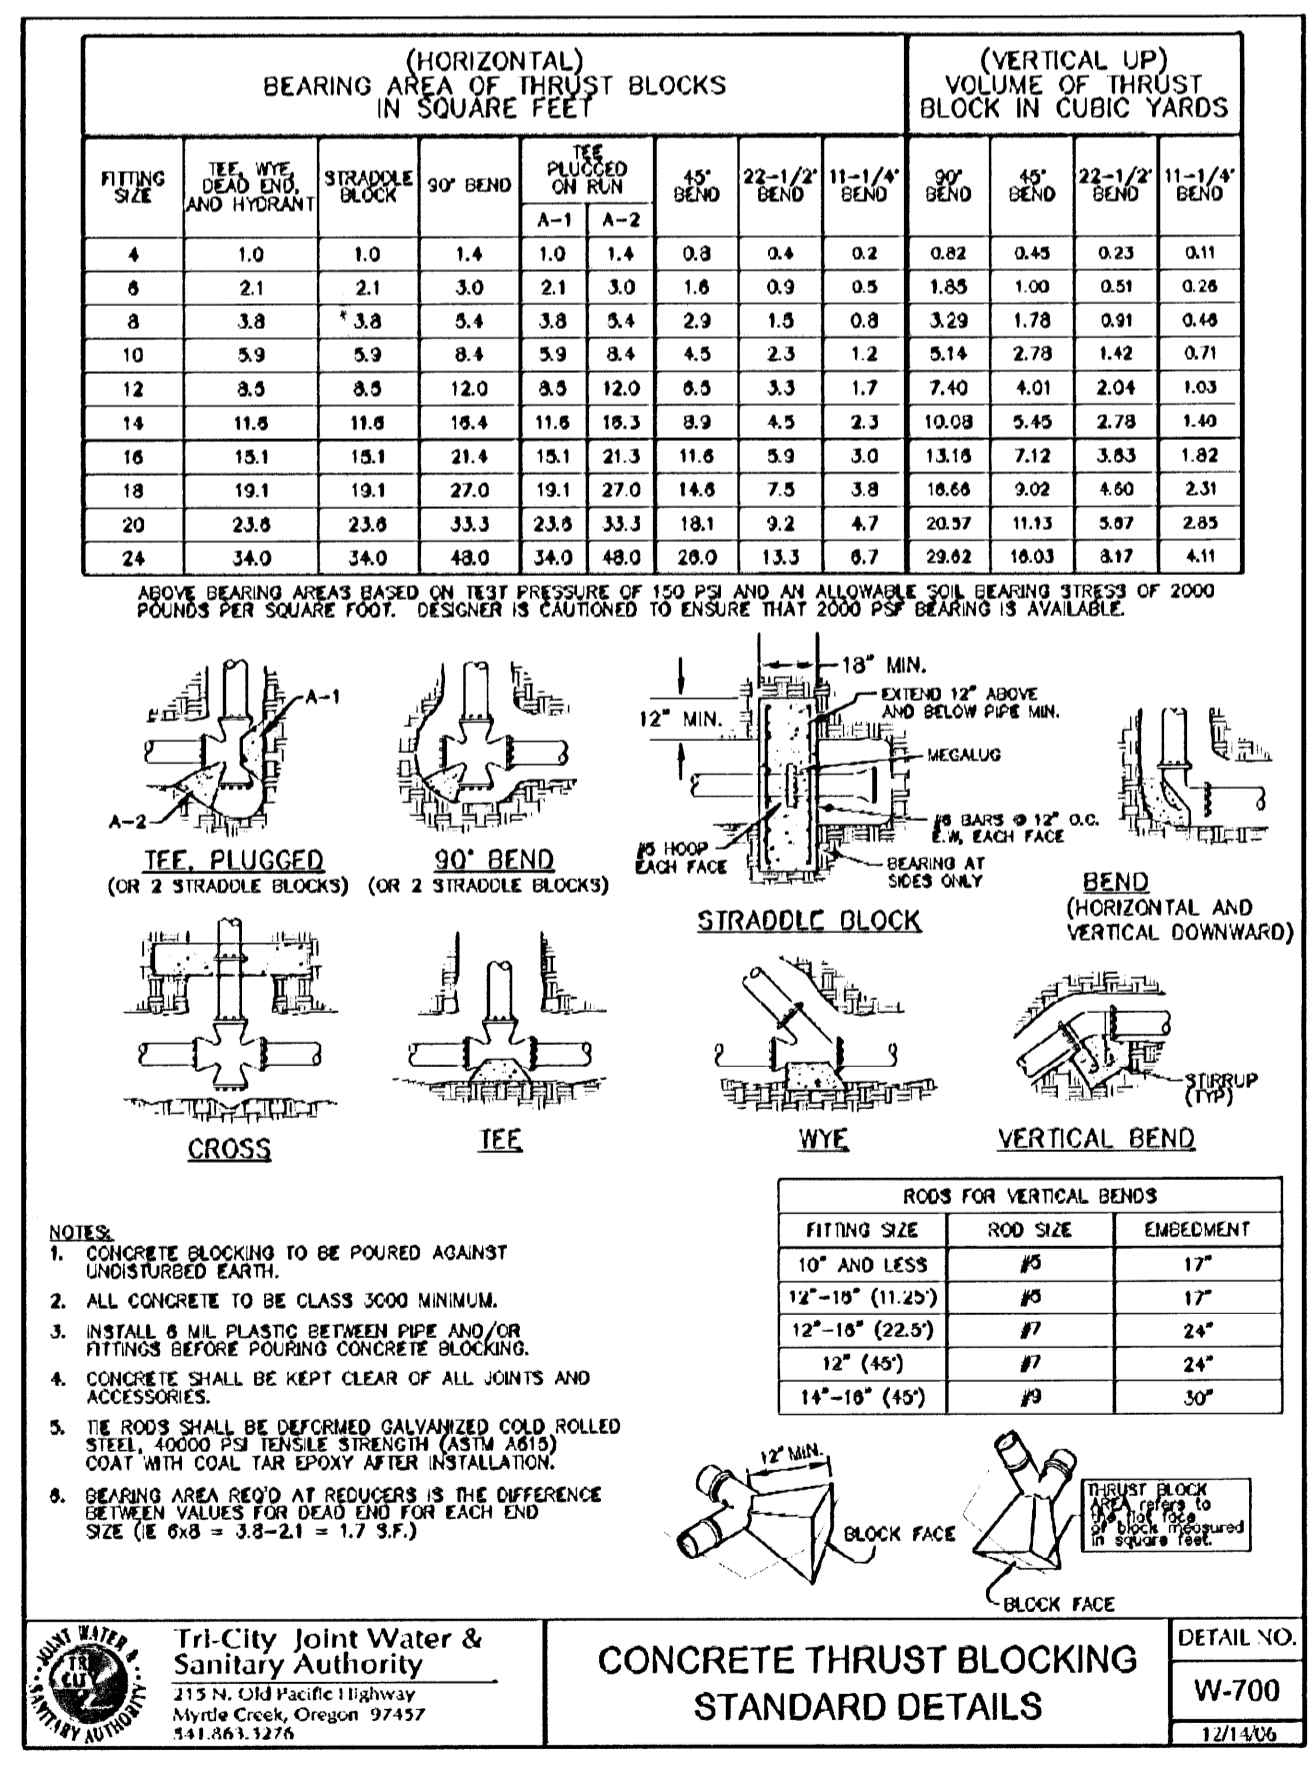 (HORIZONTAL)
BEARING AREA OF THRUST BLOCKS
IN SQUARE FEET
(VERTICAL UP)
VOLUME OF THRUST
BLOCK IN CUBIC YARDS
FITTING SIZE | TEE, WYE, DEAD END, AND HYDRANT | STRADDLE BLOCK | 90° BEND | TEE PLUGGED ON RUN A-1 | A-2 | 45° BEND | 22-1/2° BEND | 11-1/4° BEND | 90° BEND | 45° BEND | 22-1/2° BEND | 11-1/4° BEND
4 1.0 1.0 1.4 1.0 1.4 0.8 0.4 0.2 0.82 0.45 0.23 0.11
6 2.1 2.1 3.0 2.1 3.0 1.6 0.9 0.5 1.85 1.00 0.51 0.26
8 3.8 *3.8 5.4 3.8 5.4 2.9 1.5 0.8 3.29 1.78 0.91 0.46
10 5.9 5.9 8.4 5.9 8.4 4.5 2.3 1.2 5.14 2.78 1.42 0.71
12 8.5 8.5 12.0 8.5 12.0 6.5 3.3 1.7 7.40 4.01 2.04 1.03
14 11.6 11.6 16.4 11.6 16.3 8.9 4.5 2.3 10.08 5.45 2.78 1.40
16 15.1 15.1 21.4 15.1 21.3 11.6 5.9 3.0 13.16 7.12 3.63 1.82
18 19.1 19.1 27.0 19.1 27.0 14.6 7.5 3.8 16.66 9.02 4.60 2.31
20 23.6 23.6 33.3 23.6 33.3 18.1 9.2 4.7 20.57 11.13 5.67 2.85
24 34.0 34.0 48.0 34.0 48.0 26.0 13.3 6.7 29.62 16.03 8.17 4.11
ABOVE BEARING AREAS BASED ON TEST PRESSURE OF 150 PSI AND AN ALLOWABLE SOIL BEARING STRESS OF 2000
POUNDS PER SQUARE FOOT. DESIGNER IS CAUTIONED TO ENSURE THAT 2000 PSF BEARING IS AVAILABLE.
A-1
A-2
TEE, PLUGGED
(OR 2 STRADDLE BLOCKS)
90° BEND
(OR 2 STRADDLE BLOCKS)
18" MIN.
12" MIN.
EXTEND 12" ABOVE
AND BELOW PIPE MIN.
MEGALUG
#6 BARS @ 12" O.C.
E.W, EACH FACE
#5 HOOP
EACH FACE
BEARING AT
SIDES ONLY
STRADDLE BLOCK
BEND
(HORIZONTAL AND
VERTICAL DOWNWARD)
CROSS
TEE
WYE
STIRRUP
(TYP)
VERTICAL BEND
RODS FOR VERTICAL BENDS
FITTING SIZE ROD SIZE EMBEDMENT
10" AND LESS #5 17"
12"-16" (11.25°) #6 17"
12"-16" (22.5°) #7 24"
12" (45°) #7 24"
14"-16" (45°) #9 30"
NOTES:
1. CONCRETE BLOCKING TO BE POURED AGAINST
UNDISTURBED EARTH.
2. ALL CONCRETE TO BE CLASS 3000 MINIMUM.
3. INSTALL 6 MIL PLASTIC BETWEEN PIPE AND/OR
FITTINGS BEFORE POURING CONCRETE BLOCKING.
4. CONCRETE SHALL BE KEPT CLEAR OF ALL JOINTS AND
ACCESSORIES.
5. TIE RODS SHALL BE DEFORMED GALVANIZED COLD ROLLED
STEEL, 40000 PSI TENSILE STRENGTH (ASTM A615)
COAT WITH COAL TAR EPOXY AFTER INSTALLATION.
6. BEARING AREA REQ'D AT REDUCERS IS THE DIFFERENCE
BETWEEN VALUES FOR DEAD END FOR EACH END
SIZE (IE 6x8 = 3.8-2.1 = 1.7 S.F.)
12" MIN.
BLOCK FACE
BLOCK FACE
THRUST BLOCK
AREA refers to
the flat face
of block measured
in square feet.
JOINT WATER & SANITARY AUTHORITY
TRI CITY
Tri-City Joint Water &
Sanitary Authority
215 N. Old Pacific Highway
Myrtle Creek, Oregon 97457
541.863.5276
CONCRETE THRUST BLOCKING
STANDARD DETAILS
DETAIL NO.
W-700
12/14/06